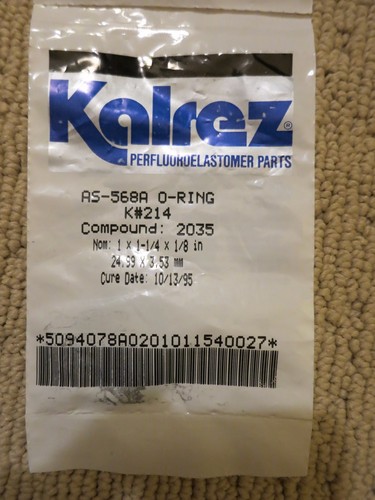 Kalrez®
PERFLUOROELASTOMER PARTS
AS-568A O-RING
K#214
Compound: 2035
Nom: 1 X 1-1/4 X 1/8 in
24.99 X 3.53 mm
Cure Date: 10/13/95
*5094078A0201011540027*